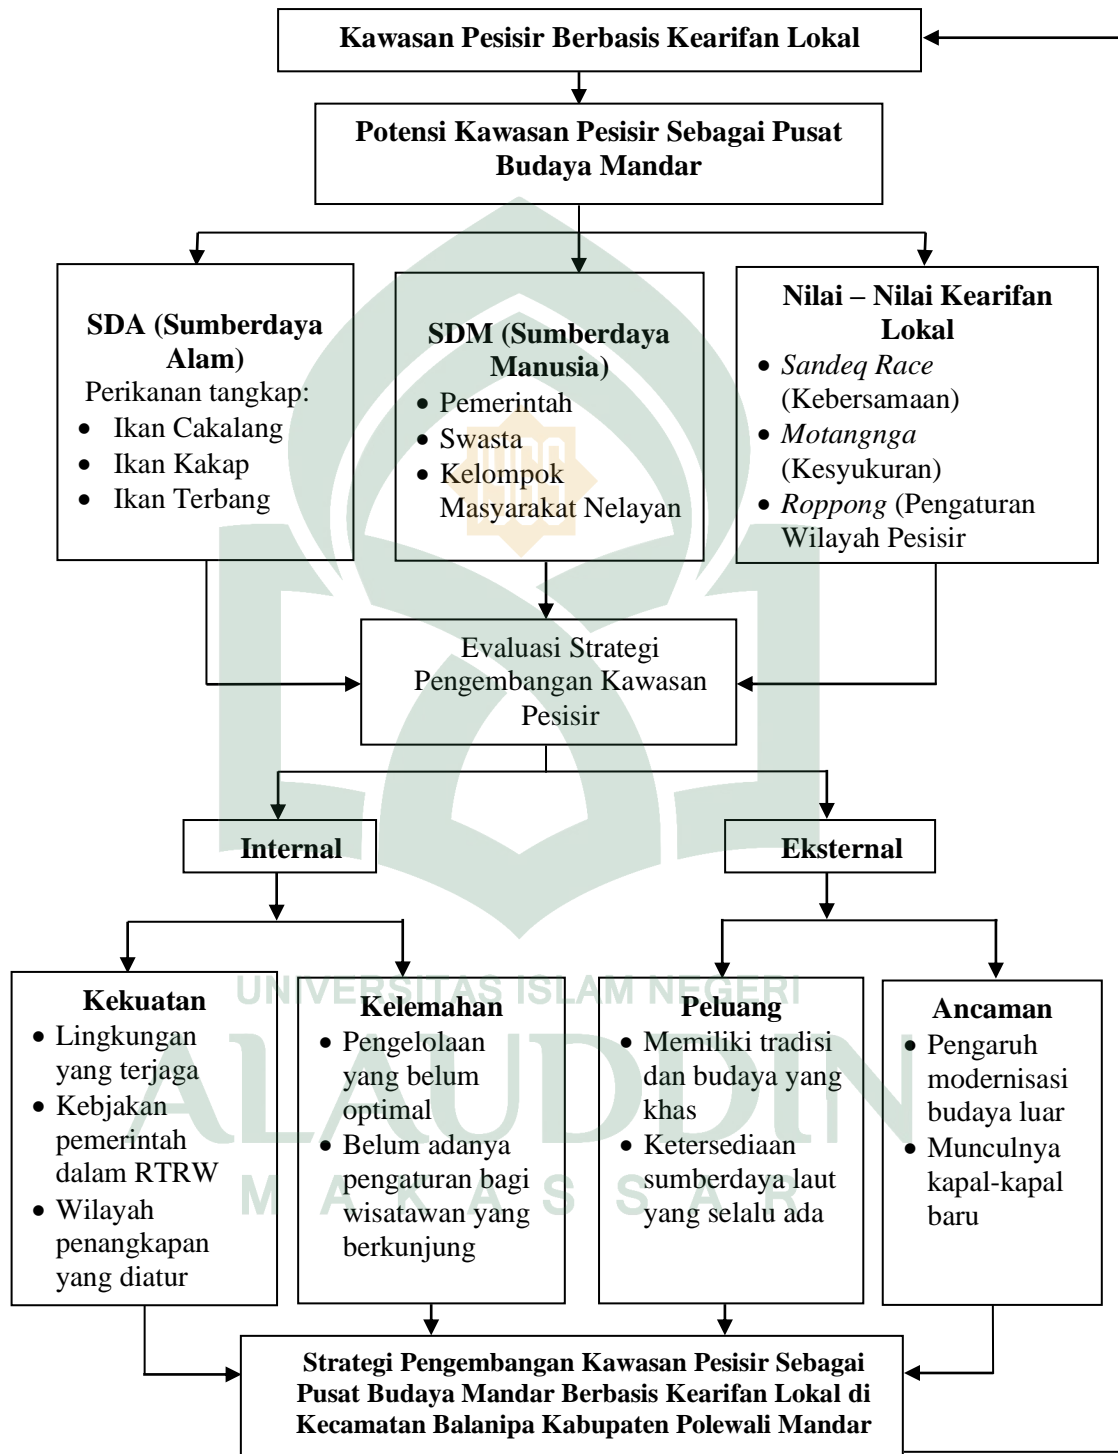 Kawasan Pesisir Berbasis Kearifan Lokal
Potensi Kawasan Pesisir Sebagai Pusat
Budaya Mandar
SDA (Sumberdaya
Alam)
Perikanan tangkap:
• Ikan Cakalang
• Ikan Kakap
• Ikan Terbang
SDM (Sumberdaya
Manusia)
• Pemerintah
• Swasta
• Kelompok
Masyarakat Nelayan
Nilai – Nilai Kearifan
Lokal
• Sandeq Race
(Kebersamaan)
• Motangnga
(Kesyukuran)
• Roppong (Pengaturan
Wilayah Pesisir
Evaluasi Strategi
Pengembangan Kawasan
Pesisir
Internal
Eksternal
Kekuatan
• Lingkungan
yang terjaga
• Kebjakan
pemerintah
dalam RTRW
• Wilayah
penangkapan
yang diatur
Kelemahan
• Pengelolaan
yang belum
optimal
• Belum adanya
pengaturan bagi
wisatawan yang
berkunjung
Peluang
• Memiliki tradisi
dan budaya yang
khas
• Ketersediaan
sumberdaya laut
yang selalu ada
Ancaman
• Pengaruh
modernisasi
budaya luar
• Munculnya
kapal-kapal
baru
Strategi Pengembangan Kawasan Pesisir Sebagai
Pusat Budaya Mandar Berbasis Kearifan Lokal di
Kecamatan Balanipa Kabupaten Polewali Mandar
UNIVERSITAS ISLAM NEGERI
ALAUDDIN
MAKASSAR